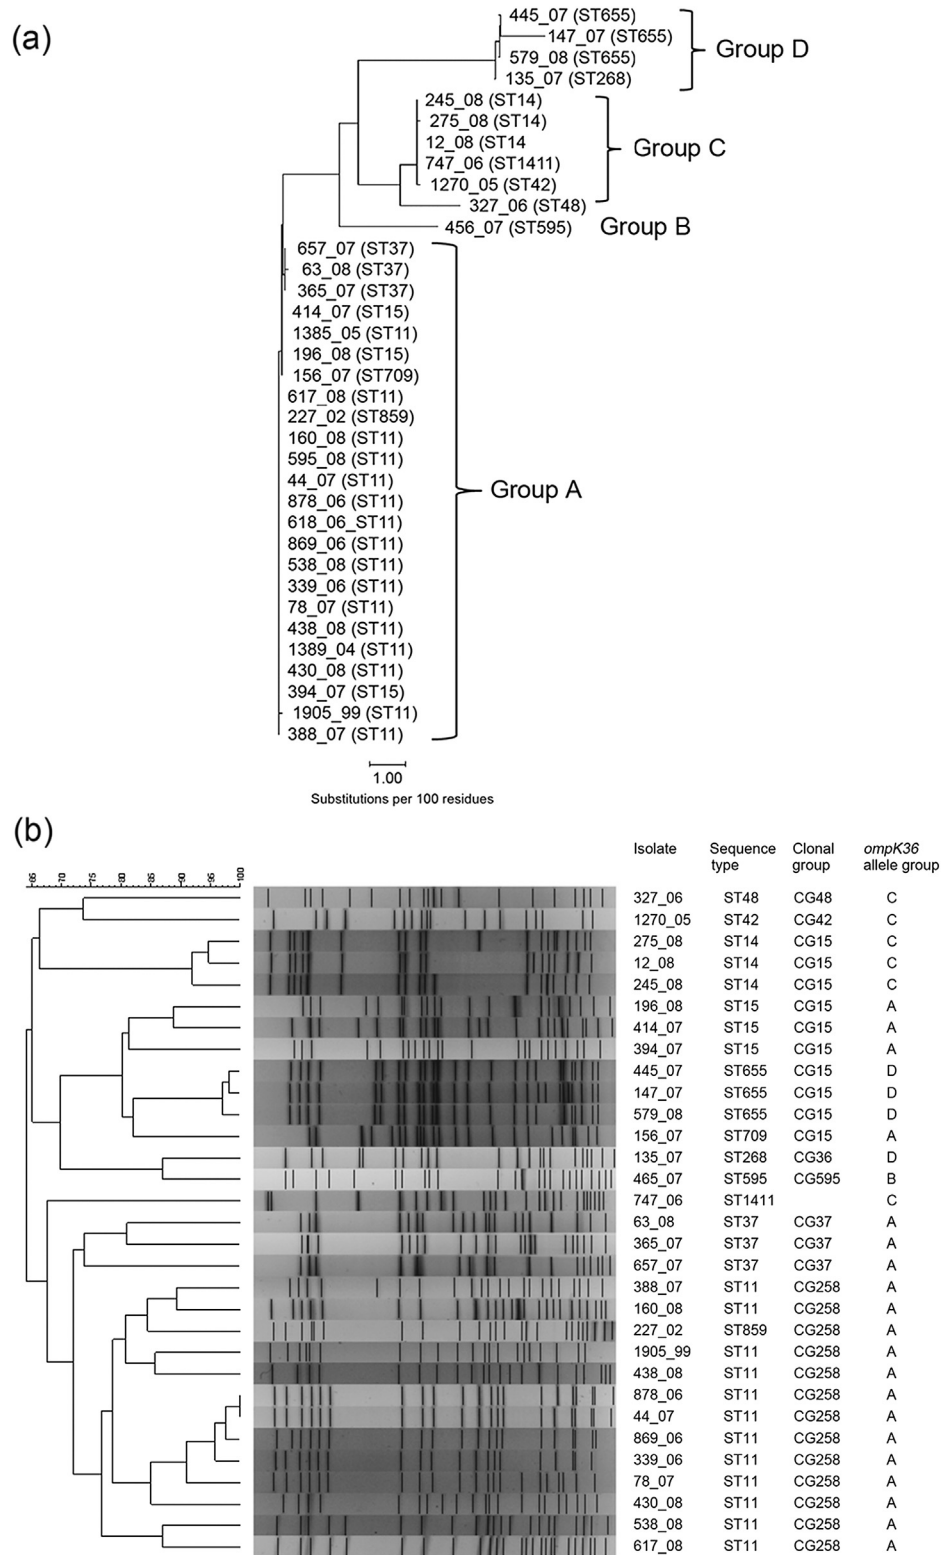 (a)
445_07 (ST655)
147_07 (ST655)
579_08 (ST655)
135_07 (ST268)
Group D
245_08 (ST14)
275_08 (ST14)
12_08 (ST14
747_06 (ST1411)
1270_05 (ST42)
327_06 (ST48)
Group C
456_07 (ST595)
Group B
657_07 (ST37)
63_08 (ST37)
365_07 (ST37)
414_07 (ST15)
1385_05 (ST11)
196_08 (ST15)
156_07 (ST709)
617_08 (ST11)
227_02 (ST859)
160_08 (ST11)
595_08 (ST11)
44_07 (ST11)
878_06 (ST11)
618_06_ST11)
869_06 (ST11)
538_08 (ST11)
339_06 (ST11)
78_07 (ST11)
438_08 (ST11)
1389_04 (ST11)
430_08 (ST11)
394_07 (ST15)
1905_99 (ST11)
388_07 (ST11)
Group A
1.00
Substitutions per 100 residues
(b)
65 70 75 80 85 90 95 100
Isolate Sequence type Clonal group ompK36 allele group
327_06 ST48 CG48 C
1270_05 ST42 CG42 C
275_08 ST14 CG15 C
12_08 ST14 CG15 C
245_08 ST14 CG15 C
196_08 ST15 CG15 A
414_07 ST15 CG15 A
394_07 ST15 CG15 A
445_07 ST655 CG15 D
147_07 ST655 CG15 D
579_08 ST655 CG15 D
156_07 ST709 CG15 A
135_07 ST268 CG36 D
465_07 ST595 CG595 B
747_06 ST1411 C
63_08 ST37 CG37 A
365_07 ST37 CG37 A
657_07 ST37 CG37 A
388_07 ST11 CG258 A
160_08 ST11 CG258 A
227_02 ST859 CG258 A
1905_99 ST11 CG258 A
438_08 ST11 CG258 A
878_06 ST11 CG258 A
44_07 ST11 CG258 A
869_06 ST11 CG258 A
339_06 ST11 CG258 A
78_07 ST11 CG258 A
430_08 ST11 CG258 A
538_08 ST11 CG258 A
617_08 ST11 CG258 A